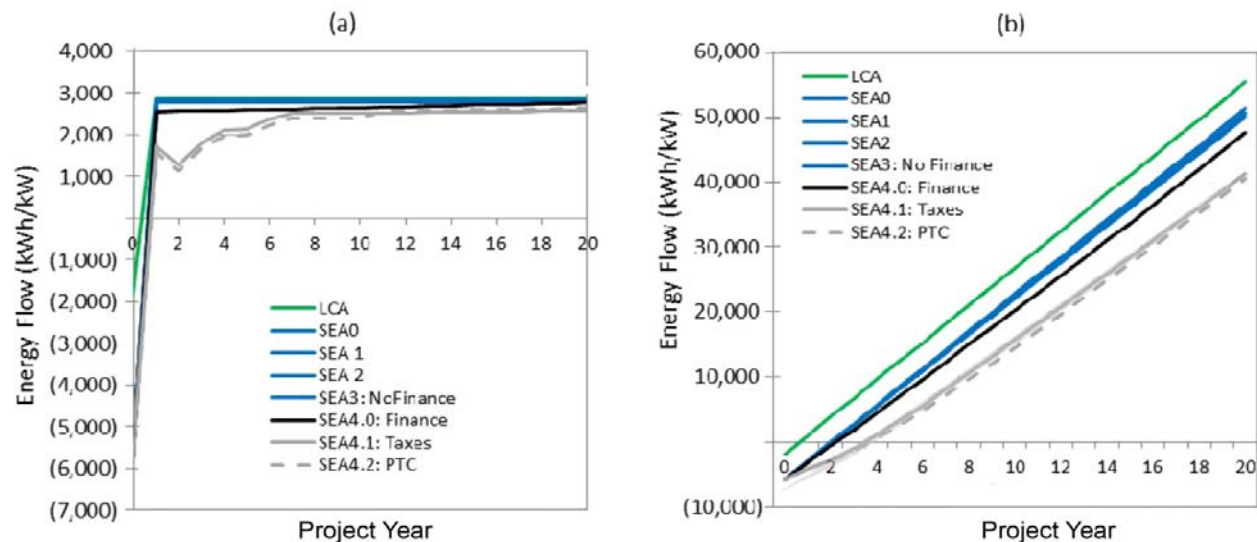 (a)
Energy Flow (kWh/kW)
4,000
3,000
2,000
1,000
(1,000)
(2,000)
(3,000)
(4,000)
(5,000)
(6,000)
(7,000)
0 2 4 6 8 10 12 14 16 18 20
LCA
SEA0
SEA 1
SEA 2
SEA3: NoFinance
SEA4.0: Finance
SEA4.1: Taxes
SEA4.2: PTC
Project Year
(b)
Energy Flow (kWh/kW)
60,000
50,000
40,000
30,000
20,000
10,000
(10,000)
LCA
SEA0
SEA1
SEA2
SEA3: No Finance
SEA4.0: Finance
SEA4.1: Taxes
SEA4.2: PTC
0 2 4 6 8 10 12 14 16 18 20
Project Year